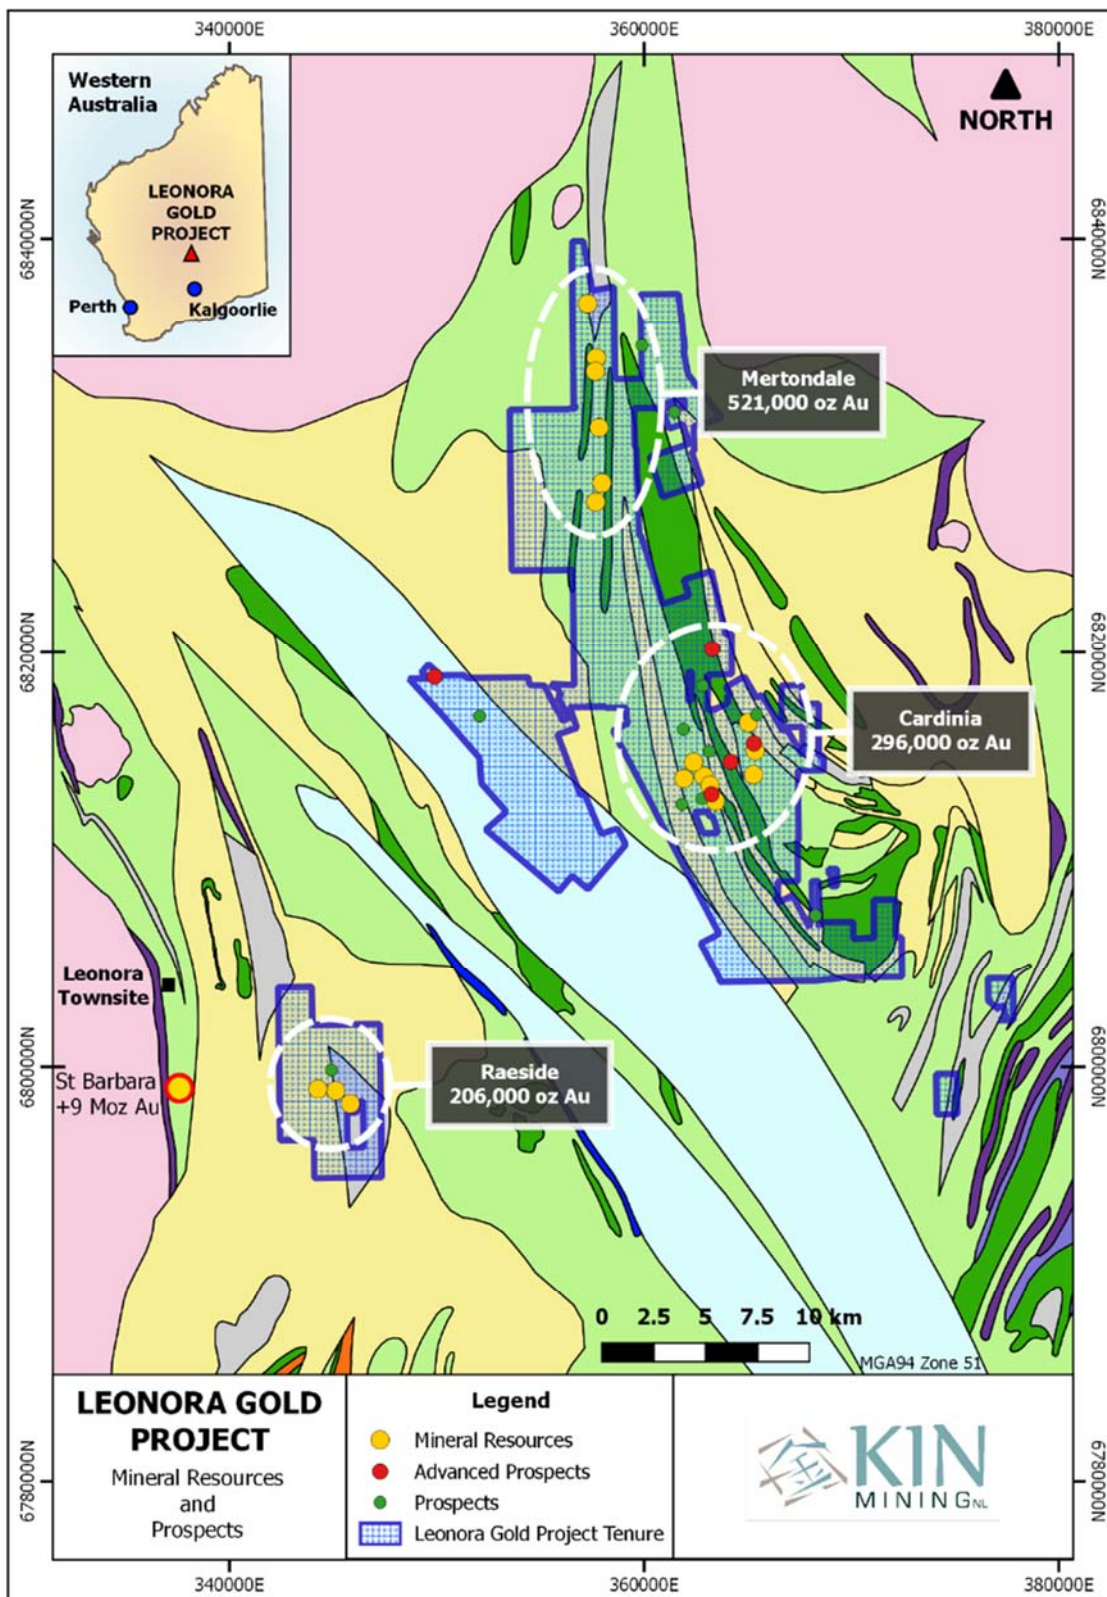 340000E
360000E
380000E
Western
Australia
LEONORA
GOLD
PROJECT
Perth
Kalgoorlie
NORTH
6840000N
6840000N
Mertondale
521,000 oz Au
6820000N
6820000N
Cardinia
296,000 oz Au
Leonora
Townsite
6800000N
6800000N
St Barbara
+9 Moz Au
Raeside
206,000 oz Au
0 2.5 5 7.5 10 km
MGA94 Zone 51
LEONORA GOLD
PROJECT
Mineral Resources
and
Prospects
Legend
Mineral Resources
Advanced Prospects
Prospects
Leonora Gold Project Tenure
KIN
MINING NL
6780000N
6780000N
340000E
360000E
380000E